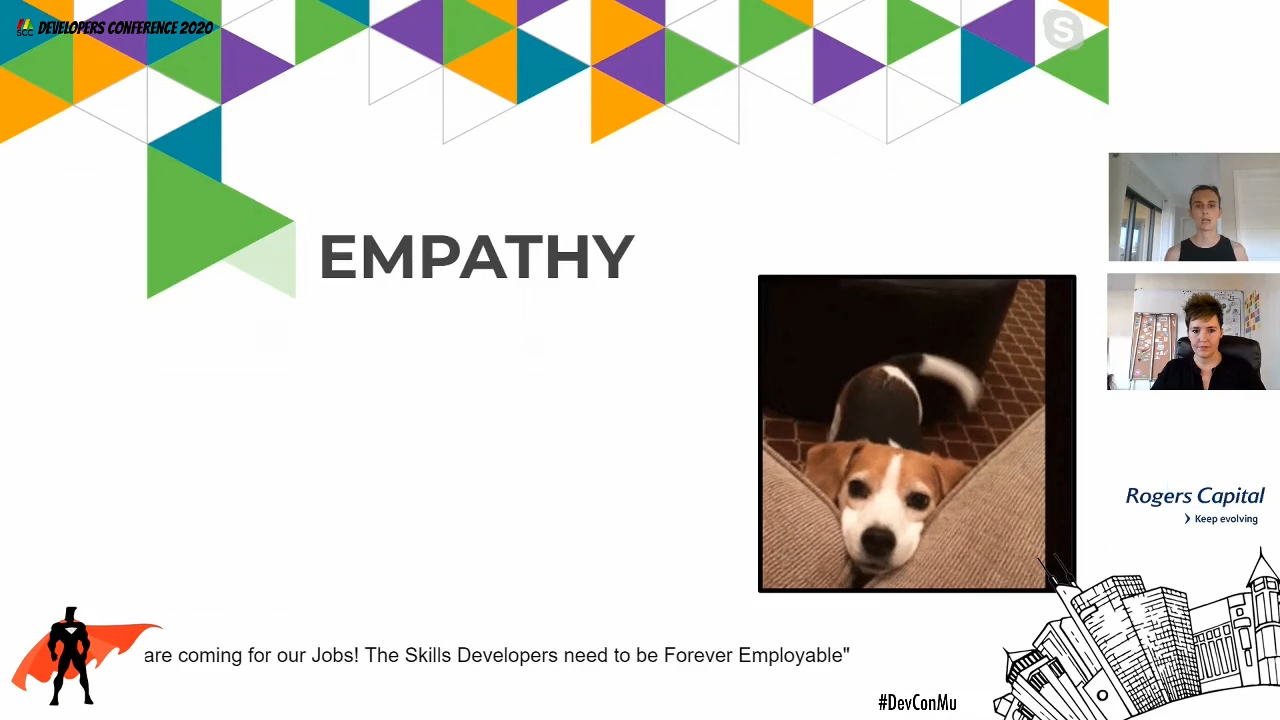 SCC DEVELOPERS CONFERENCE 2020
S
EMPATHY
Rogers Capital
Keep evolving
are coming for our Jobs! The Skills Developers need to be Forever Employable"
#DevConMu